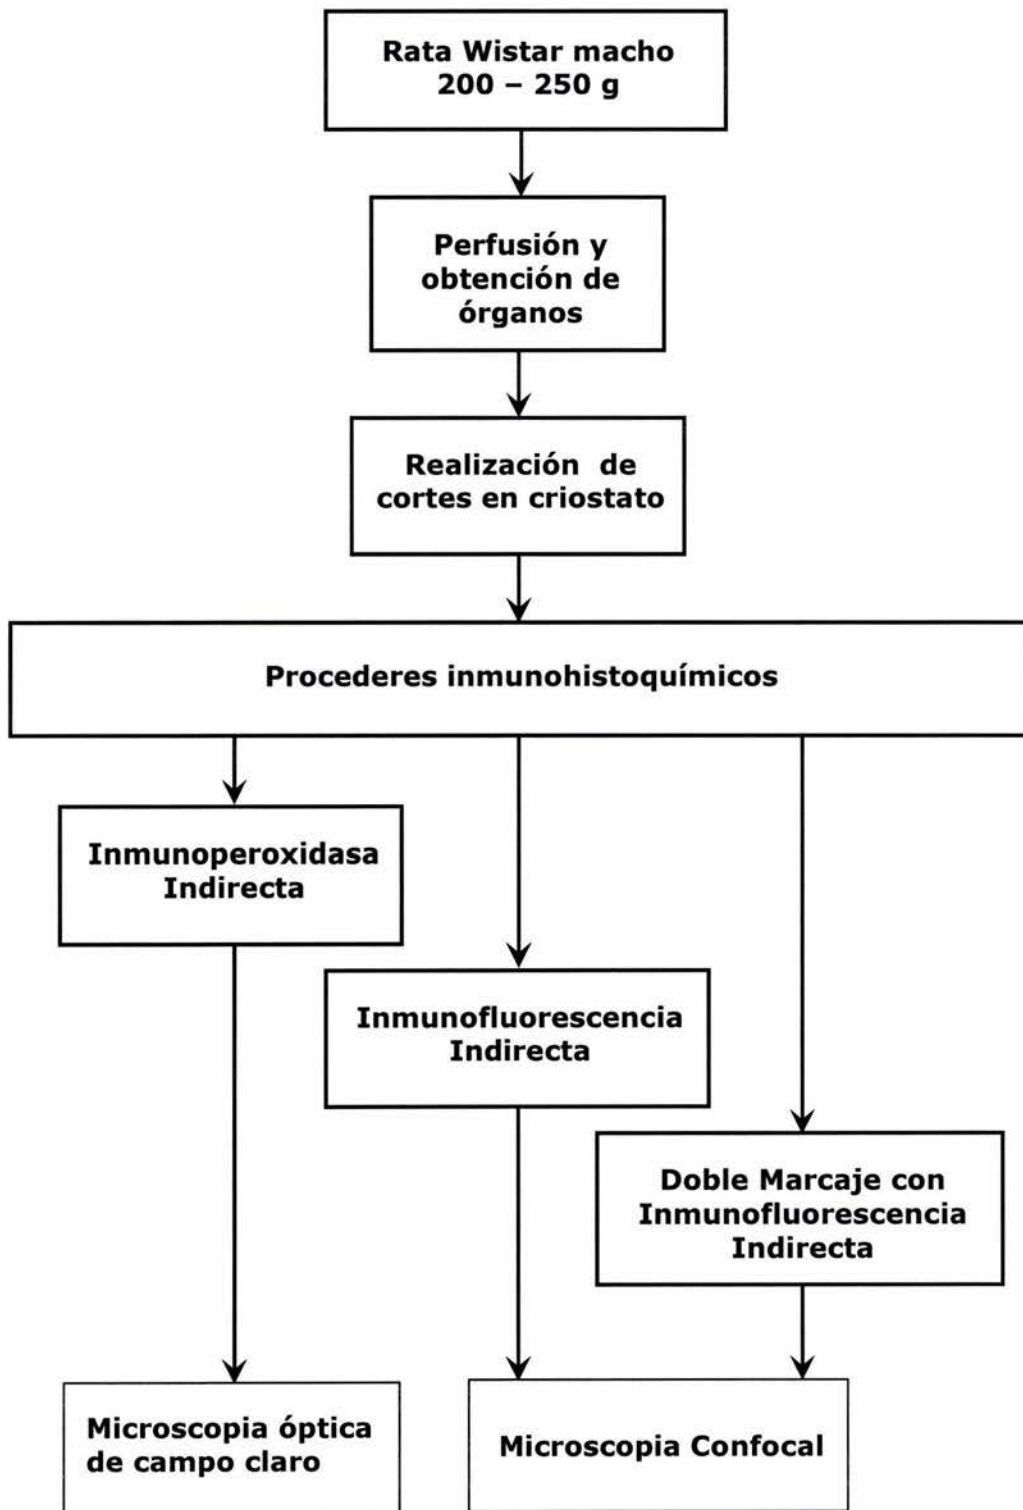 Rata Wistar macho
200 – 250 g
Perfusión y
obtención de
órganos
Realización de
cortes en criostato
Procederes inmunohistoquímicos
Inmunoperoxidasa
Indirecta
Inmunofluorescencia
Indirecta
Doble Marcaje con
Inmunofluorescencia
Indirecta
Microscopia óptica
de campo claro
Microscopia Confocal